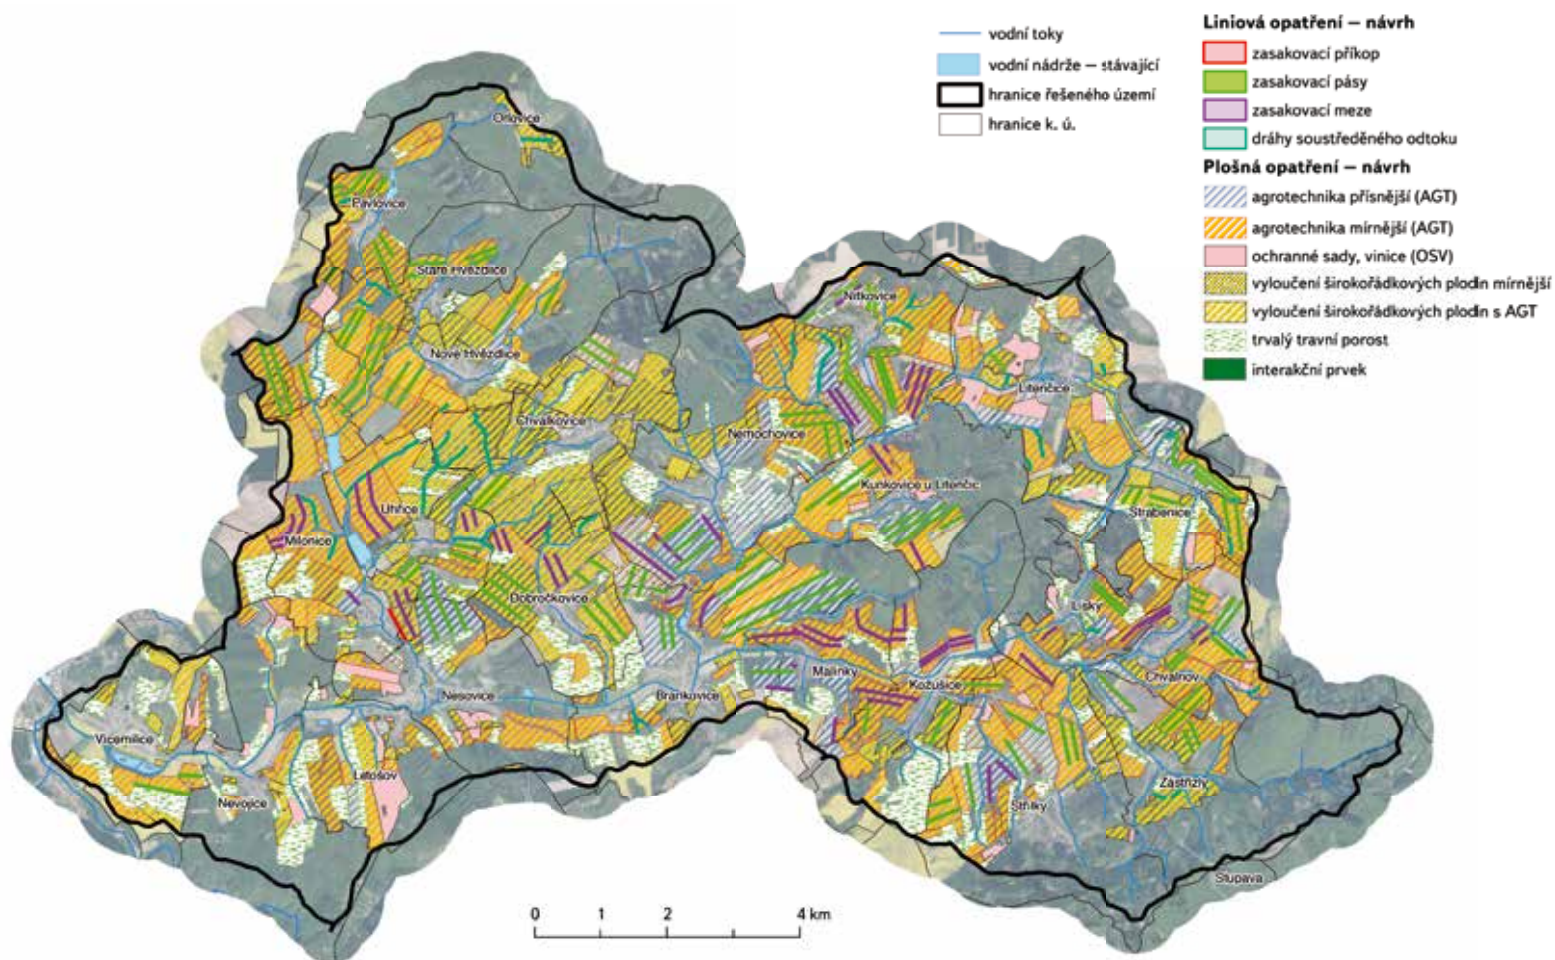 vodní toky
vodní nádrže – stávající
hranice řešeného území
hranice k. ú.
Liniová opatření – návrh
zasakovací příkop
zasakovací pásy
zasakovací meze
dráhy soustředěného odtoku
Plošná opatření – návrh
agrotechnika přísnější (AGT)
agrotechnika mírnější (AGT)
ochranné sady, vinice (OSV)
vyloučení širokořádkových plodin mírnější
vyloučení širokořádkových plodin s AGT
trvalý travní porost
interakční prvek
Orlovice
Pavlovice
Staré Hvězdlice
Nitkovice
Nové Hvězdlice
Litenčice
Chvalkovice
Nemochovice
Kunkovice u Litenčic
Uhřice
Strabenice
Milonice
Dobročkovice
Lísky
Malínky
Chvalnov
Kožušice
Nesovice
Brankovice
Vícemilice
Letošov
Zástřizly
Nevojice
Střílky
Stupava
0 1 2 4 km